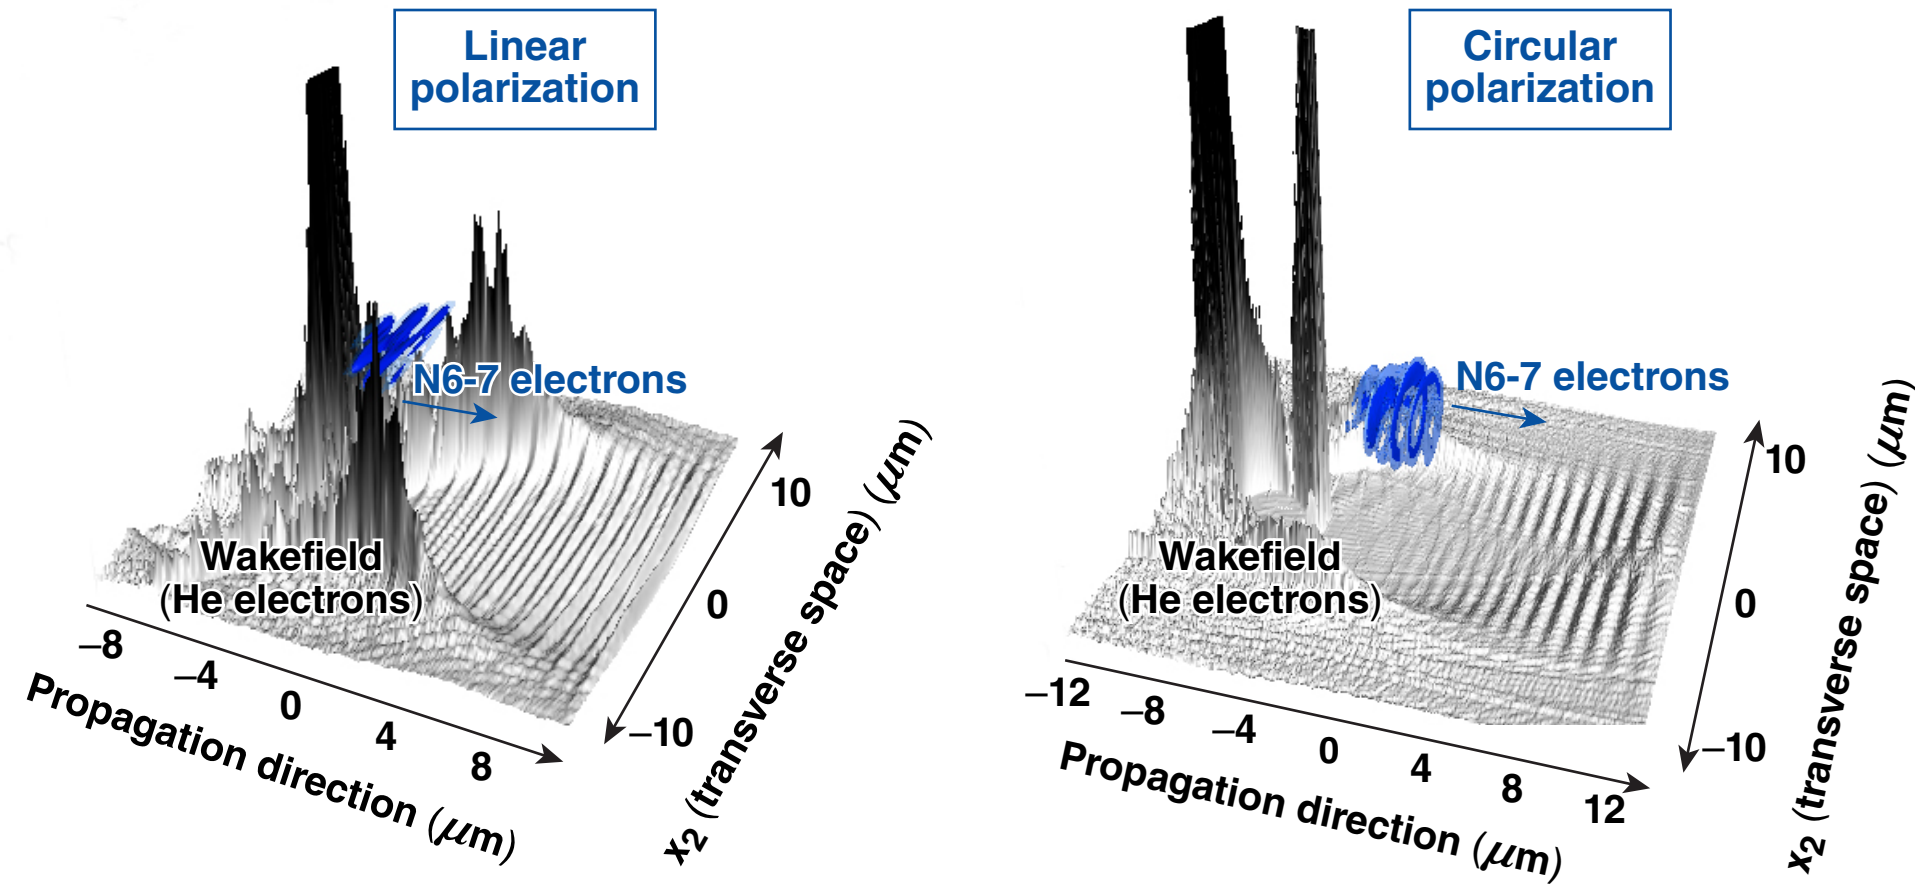 Linear
polarization
N6-7 electrons
Wakefield
(He electrons)
–8
–4
0
4
8
Propagation direction (μm)
10
0
–10
x2 (transverse space) (μm)
Circular
polarization
N6-7 electrons
Wakefield
(He electrons)
–12
–8
–4
0
4
8
12
Propagation direction (μm)
10
0
–10
x2 (transverse space) (μm)